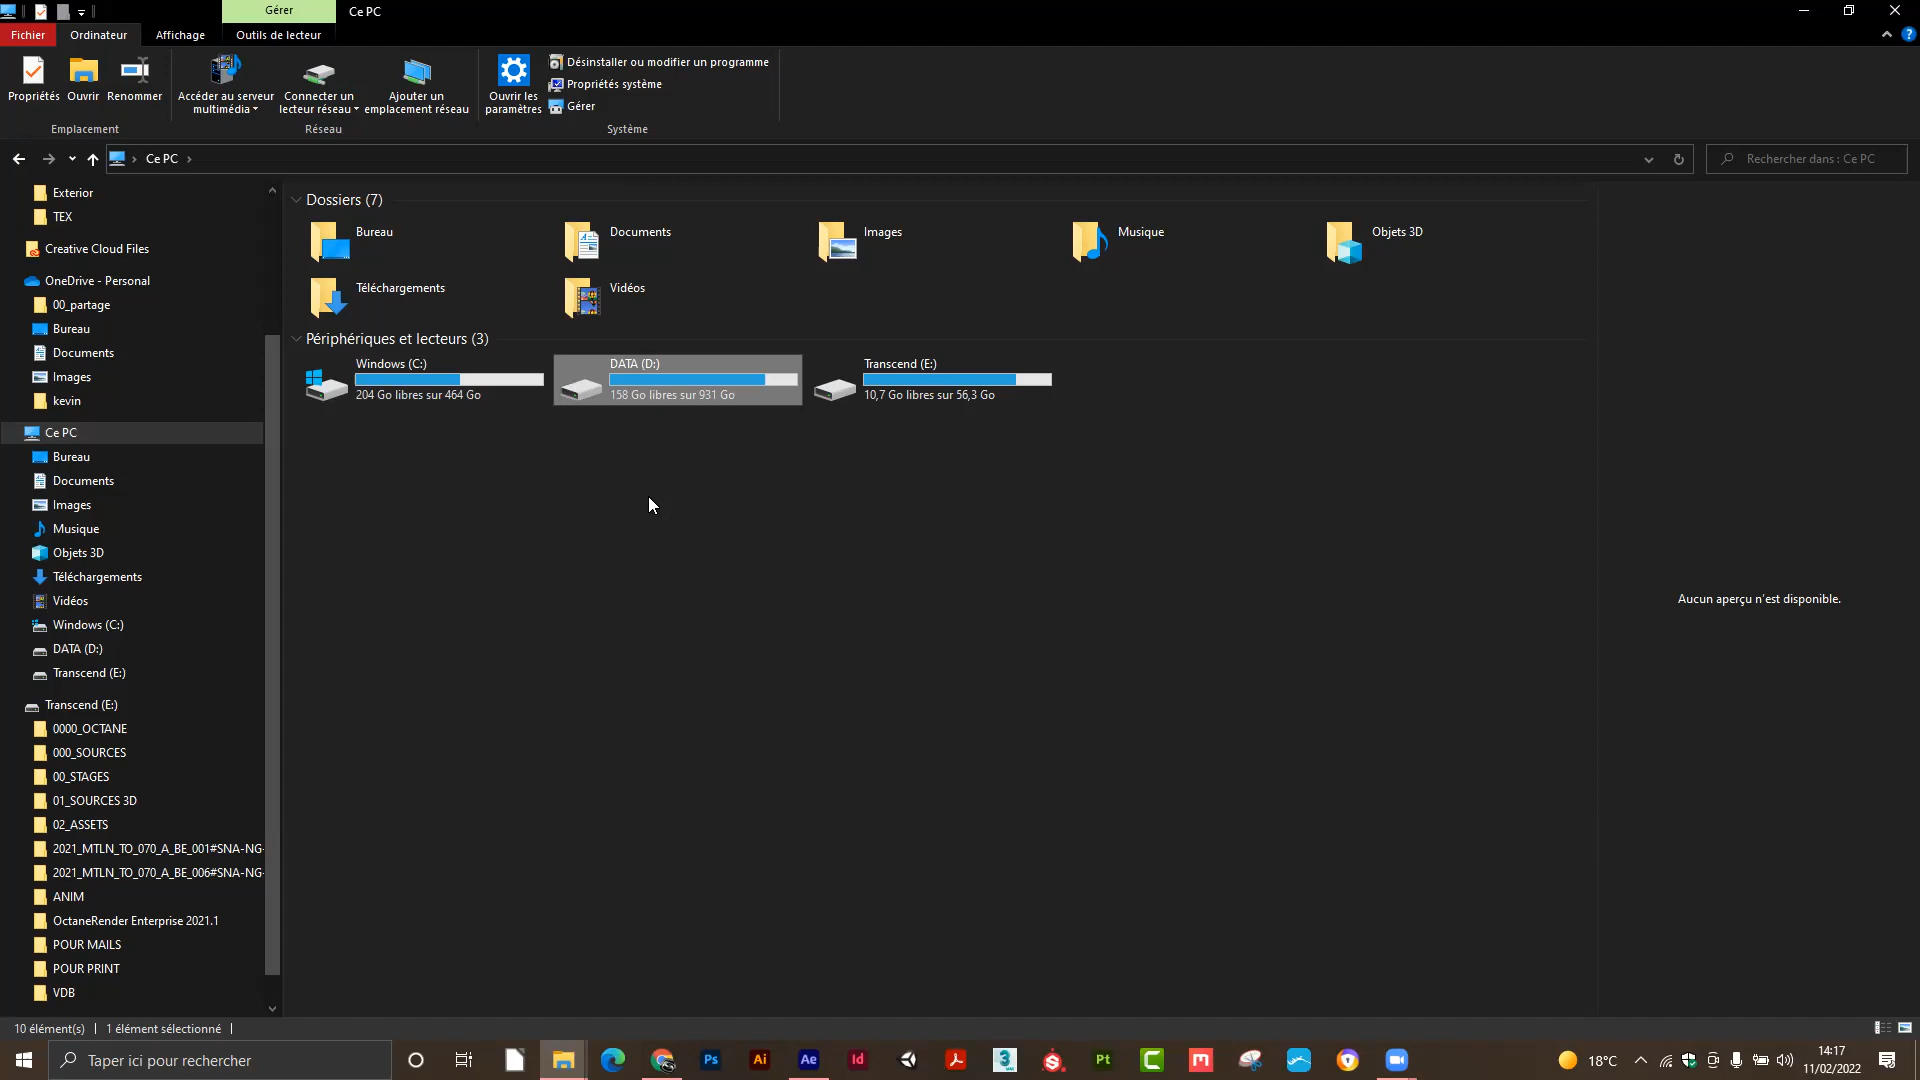 Gérer
Ce PC
Fichier
Ordinateur
Affichage
Outils de lecteur
Propriétés
Ouvrir
Renommer
Emplacement
Accéder au serveur
multimédia
Connecter un
lecteur réseau
Ajouter un
emplacement réseau
Réseau
Ouvrir les
paramètres
Désinstaller ou modifier un programme
Propriétés système
Gérer
Système
Ce PC
Rechercher dans : Ce PC
Exterior
TEX
Creative Cloud Files
OneDrive - Personal
00_partage
Bureau
Documents
Images
kevin
Ce PC
Bureau
Documents
Images
Musique
Objets 3D
Téléchargements
Vidéos
Windows (C:)
DATA (D:)
Transcend (E:)
Transcend (E:)
0000_OCTANE
000_SOURCES
00_STAGES
01_SOURCES 3D
02_ASSETS
2021_MTLN_TO_070_A_BE_001#SNA-NG-
2021_MTLN_TO_070_A_BE_006#SNA-NG-
ANIM
OctaneRender Enterprise 2021.1
POUR MAILS
POUR PRINT
VDB
Dossiers (7)
Bureau
Documents
Images
Musique
Objets 3D
Téléchargements
Vidéos
Périphériques et lecteurs (3)
Windows (C:)
204 Go libres sur 464 Go
DATA (D:)
158 Go libres sur 931 Go
Transcend (E:)
10,7 Go libres sur 56,3 Go
Aucun aperçu n'est disponible.
10 élément(s)
1 élément sélectionné
Taper ici pour rechercher
Ps
Ai
Ae
Id
3
Pt
C
M
18°C
14:17
11/02/2022